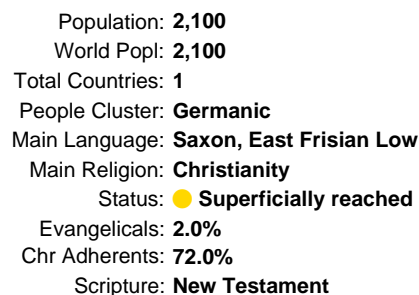 Population: 2,100
World Popl: 2,100
Total Countries: 1
People Cluster: Germanic
Main Language: Saxon, East Frisian Low
Main Religion: Christianity
Status: Superficially reached
Evangelicals: 2.0%
Chr Adherents: 72.0%
Scripture: New Testament